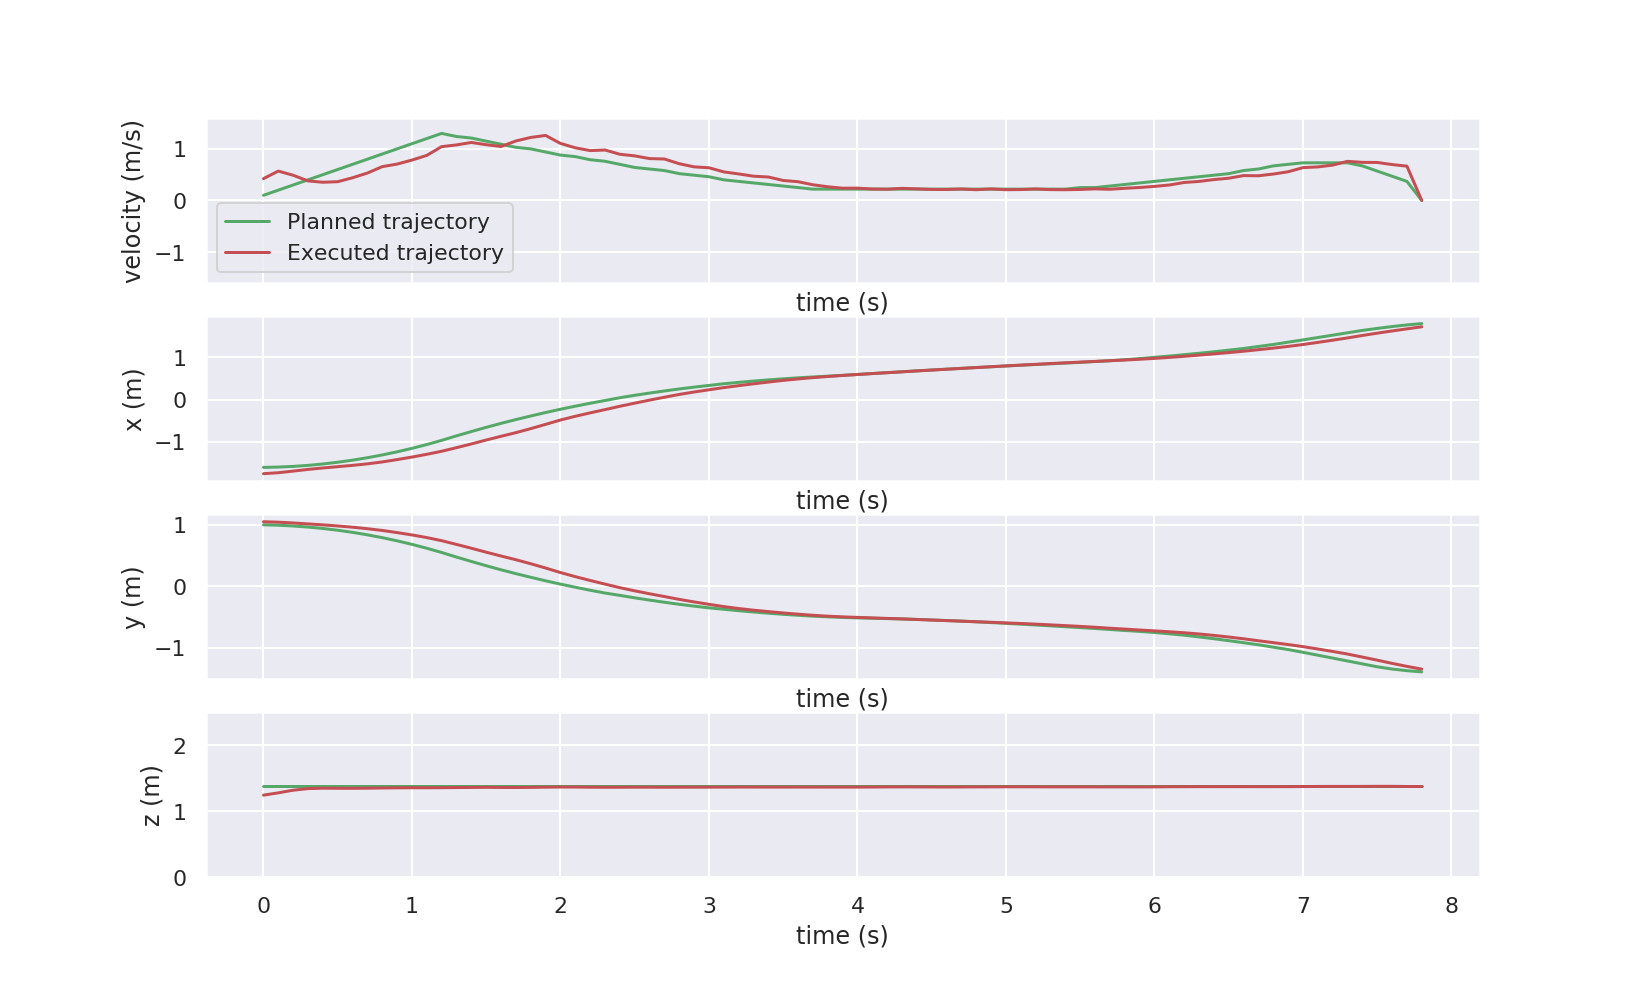 velocity (m/s)
1
0
−1
Planned trajectory
Executed trajectory
time (s)
x (m)
1
0
−1
time (s)
y (m)
1
0
−1
time (s)
z (m)
2
1
0
0 1 2 3 4 5 6 7 8
time (s)